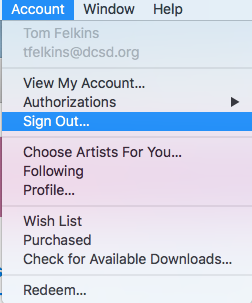 Account Window Help
Tom Felkins
tfelkins@dcsd.org
View My Account...
Authorizations
Sign Out...
Choose Artists For You...
Following
Profile...
Wish List
Purchased
Check for Available Downloads...
Redeem...